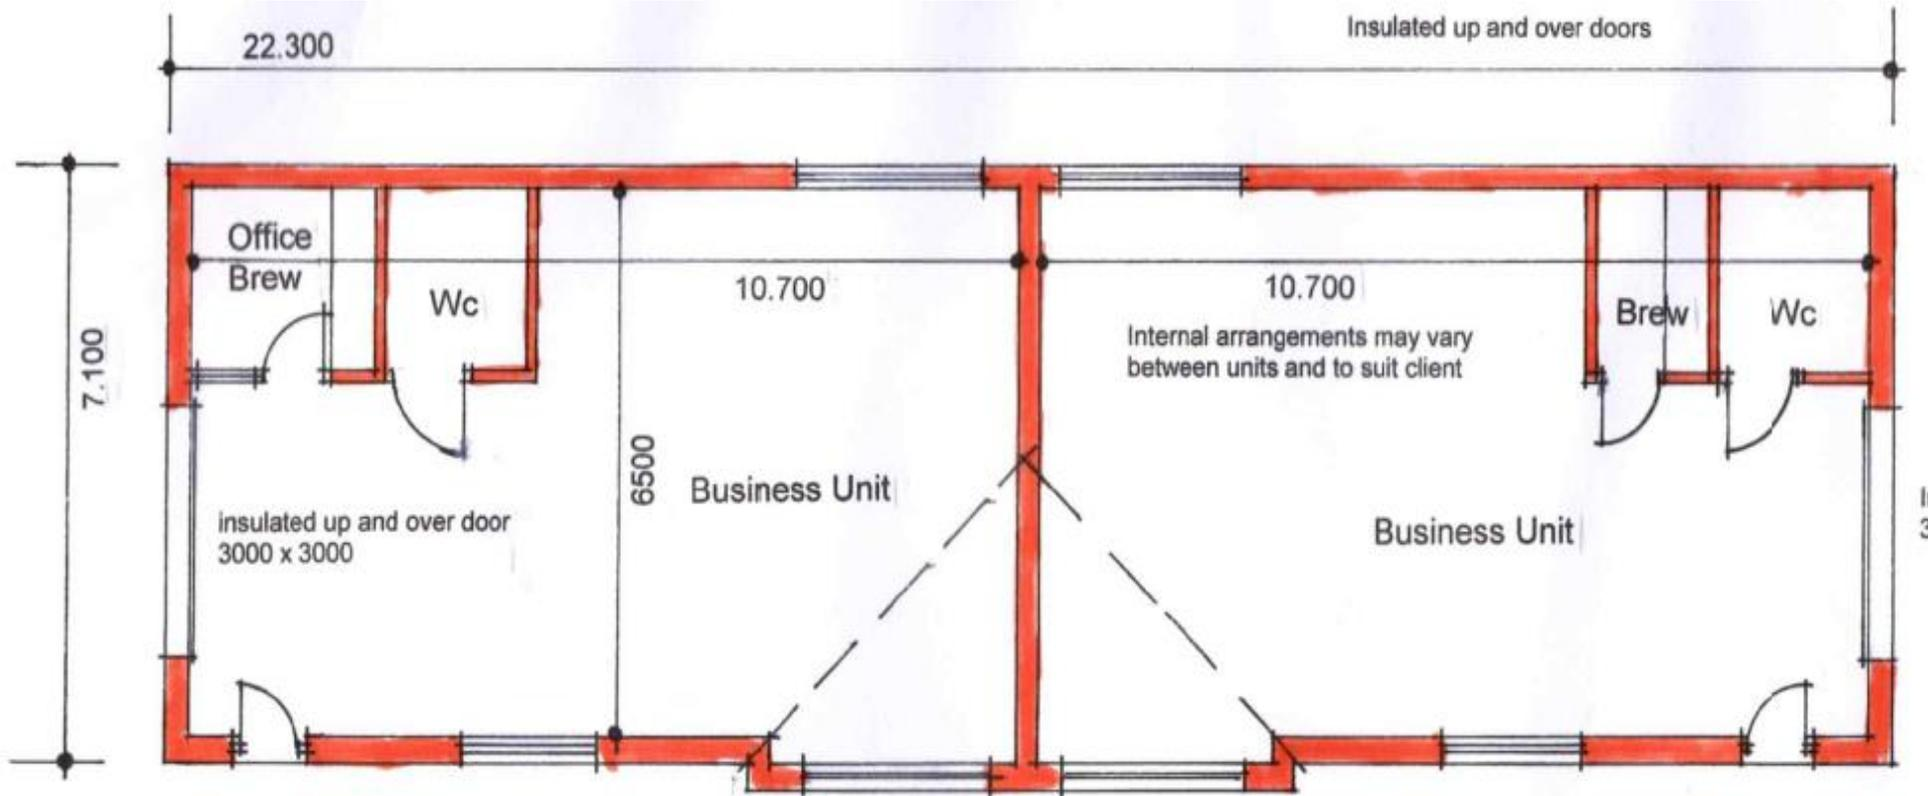 22.300
Insulated up and over doors
Office
Brew
Wc
10.700
10.700
Brew
Wc
7.100
Internal arrangements may vary
between units and to suit client
6500
Business Unit
Business Unit
insulated up and over door
3000 x 3000